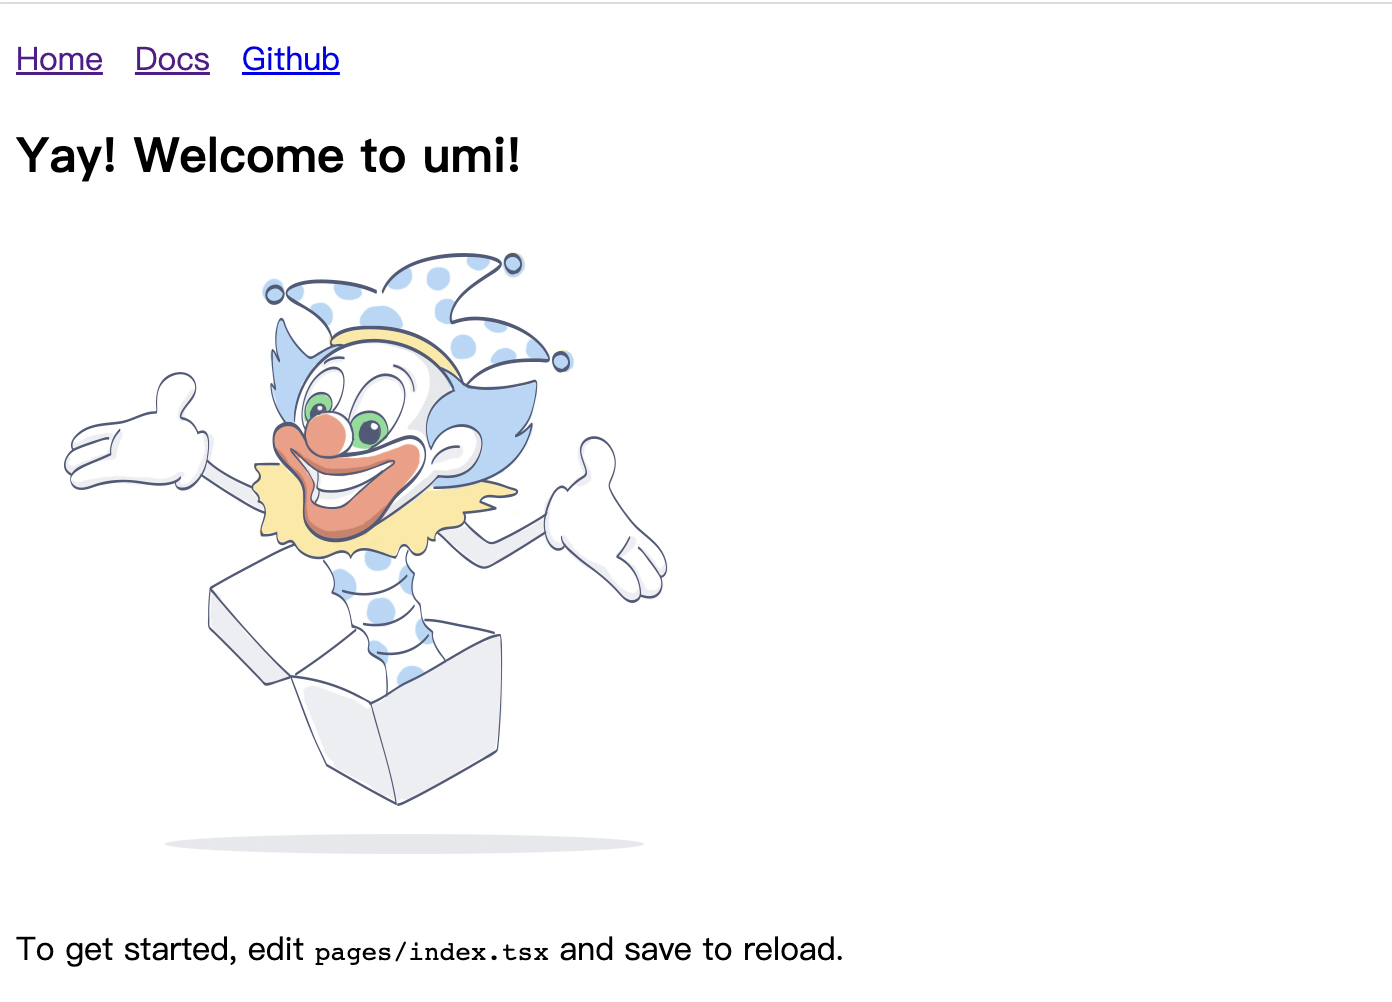 Home Docs Github
Yay! Welcome to umi!
To get started, edit pages/index.tsx and save to reload.